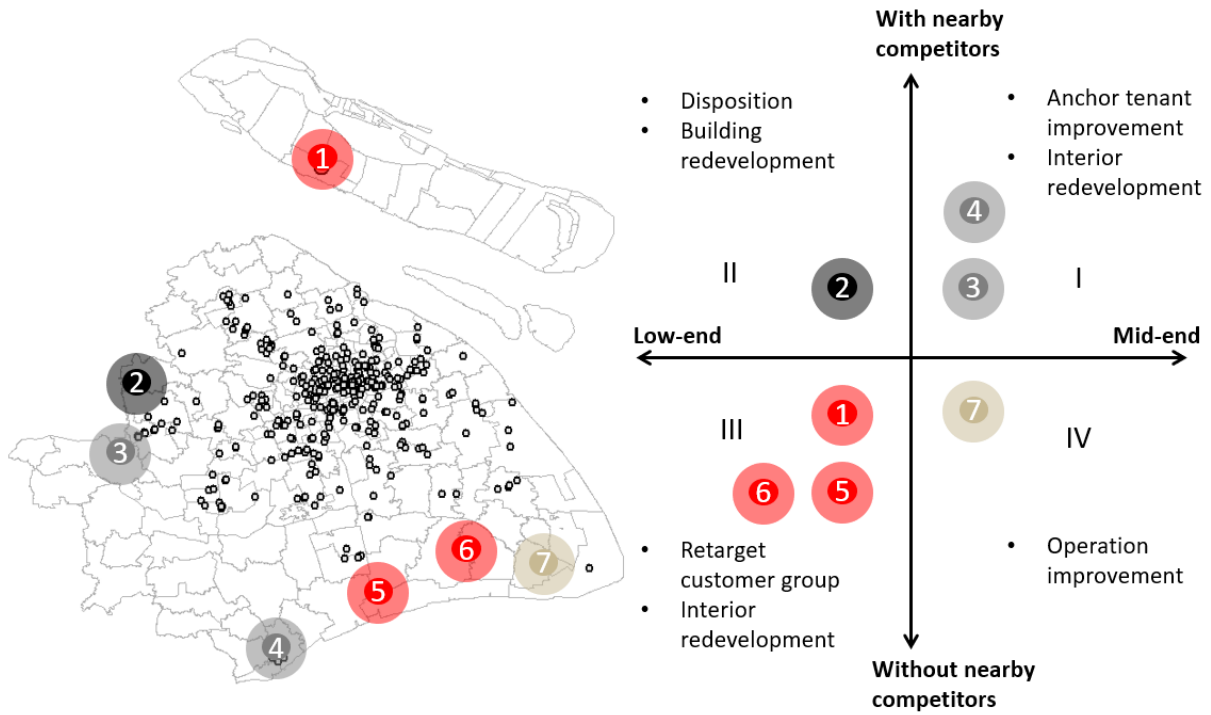 With nearby
competitors
• Disposition
• Building
redevelopment
• Anchor tenant
improvement
• Interior
redevelopment
1
4
II
2
3
I
Low-end
Mid-end
2
3
III
1
7
IV
6
5
6
7
5
4
• Retarget
customer group
• Interior
redevelopment
• Operation
improvement
Without nearby
competitors